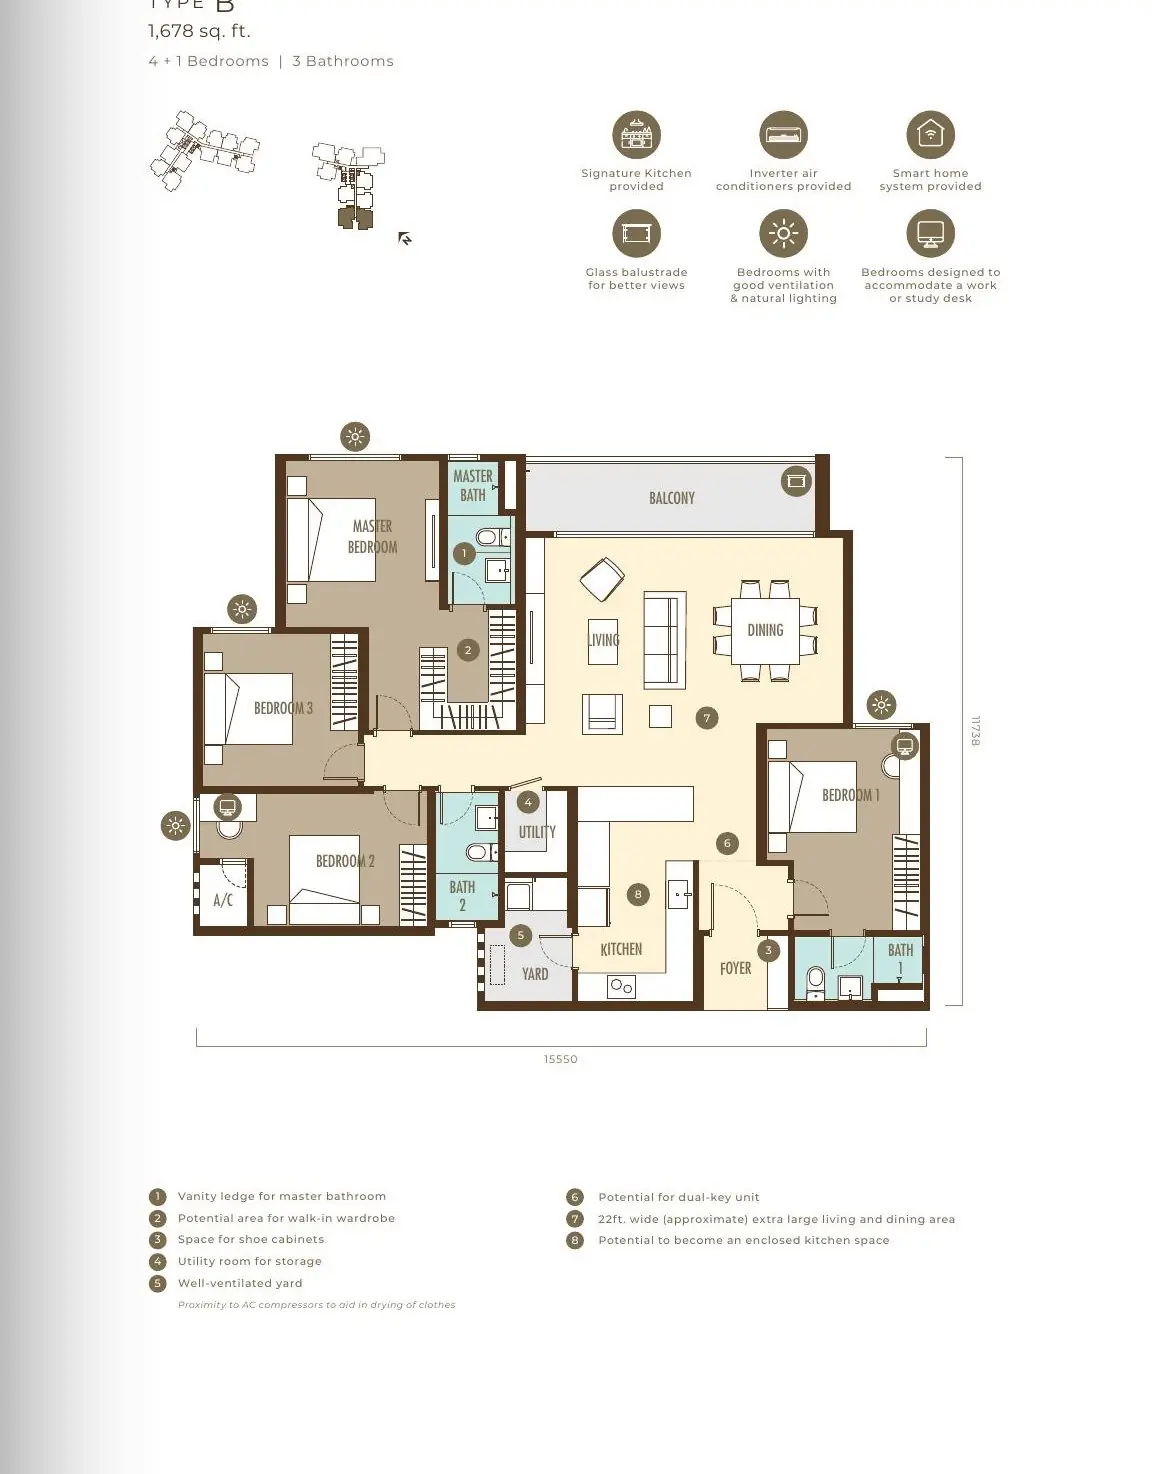 TYPE B
1,678 sq. ft.
4 + 1 Bedrooms | 3 Bathrooms
Signature Kitchen
provided
Inverter air
conditioners provided
Smart home
system provided
Glass balustrade
for better views
Bedrooms with
good ventilation
& natural lighting
Bedrooms designed to
accommodate a work
or study desk
N
MASTER
BATH
BALCONY
MASTER
BEDROOM
1
LIVING
DINING
2
BEDROOM 3
7
11738
BEDROOM 1
4
UTILITY
6
BEDROOM 2
A/C
BATH
2
8
5
YARD
KITCHEN
FOYER
3
BATH
1
15550
1 Vanity ledge for master bathroom
2 Potential area for walk-in wardrobe
3 Space for shoe cabinets
4 Utility room for storage
5 Well-ventilated yard
Proximity to AC compressors to aid in drying of clothes
6 Potential for dual-key unit
7 22ft. wide (approximate) extra large living and dining area
8 Potential to become an enclosed kitchen space